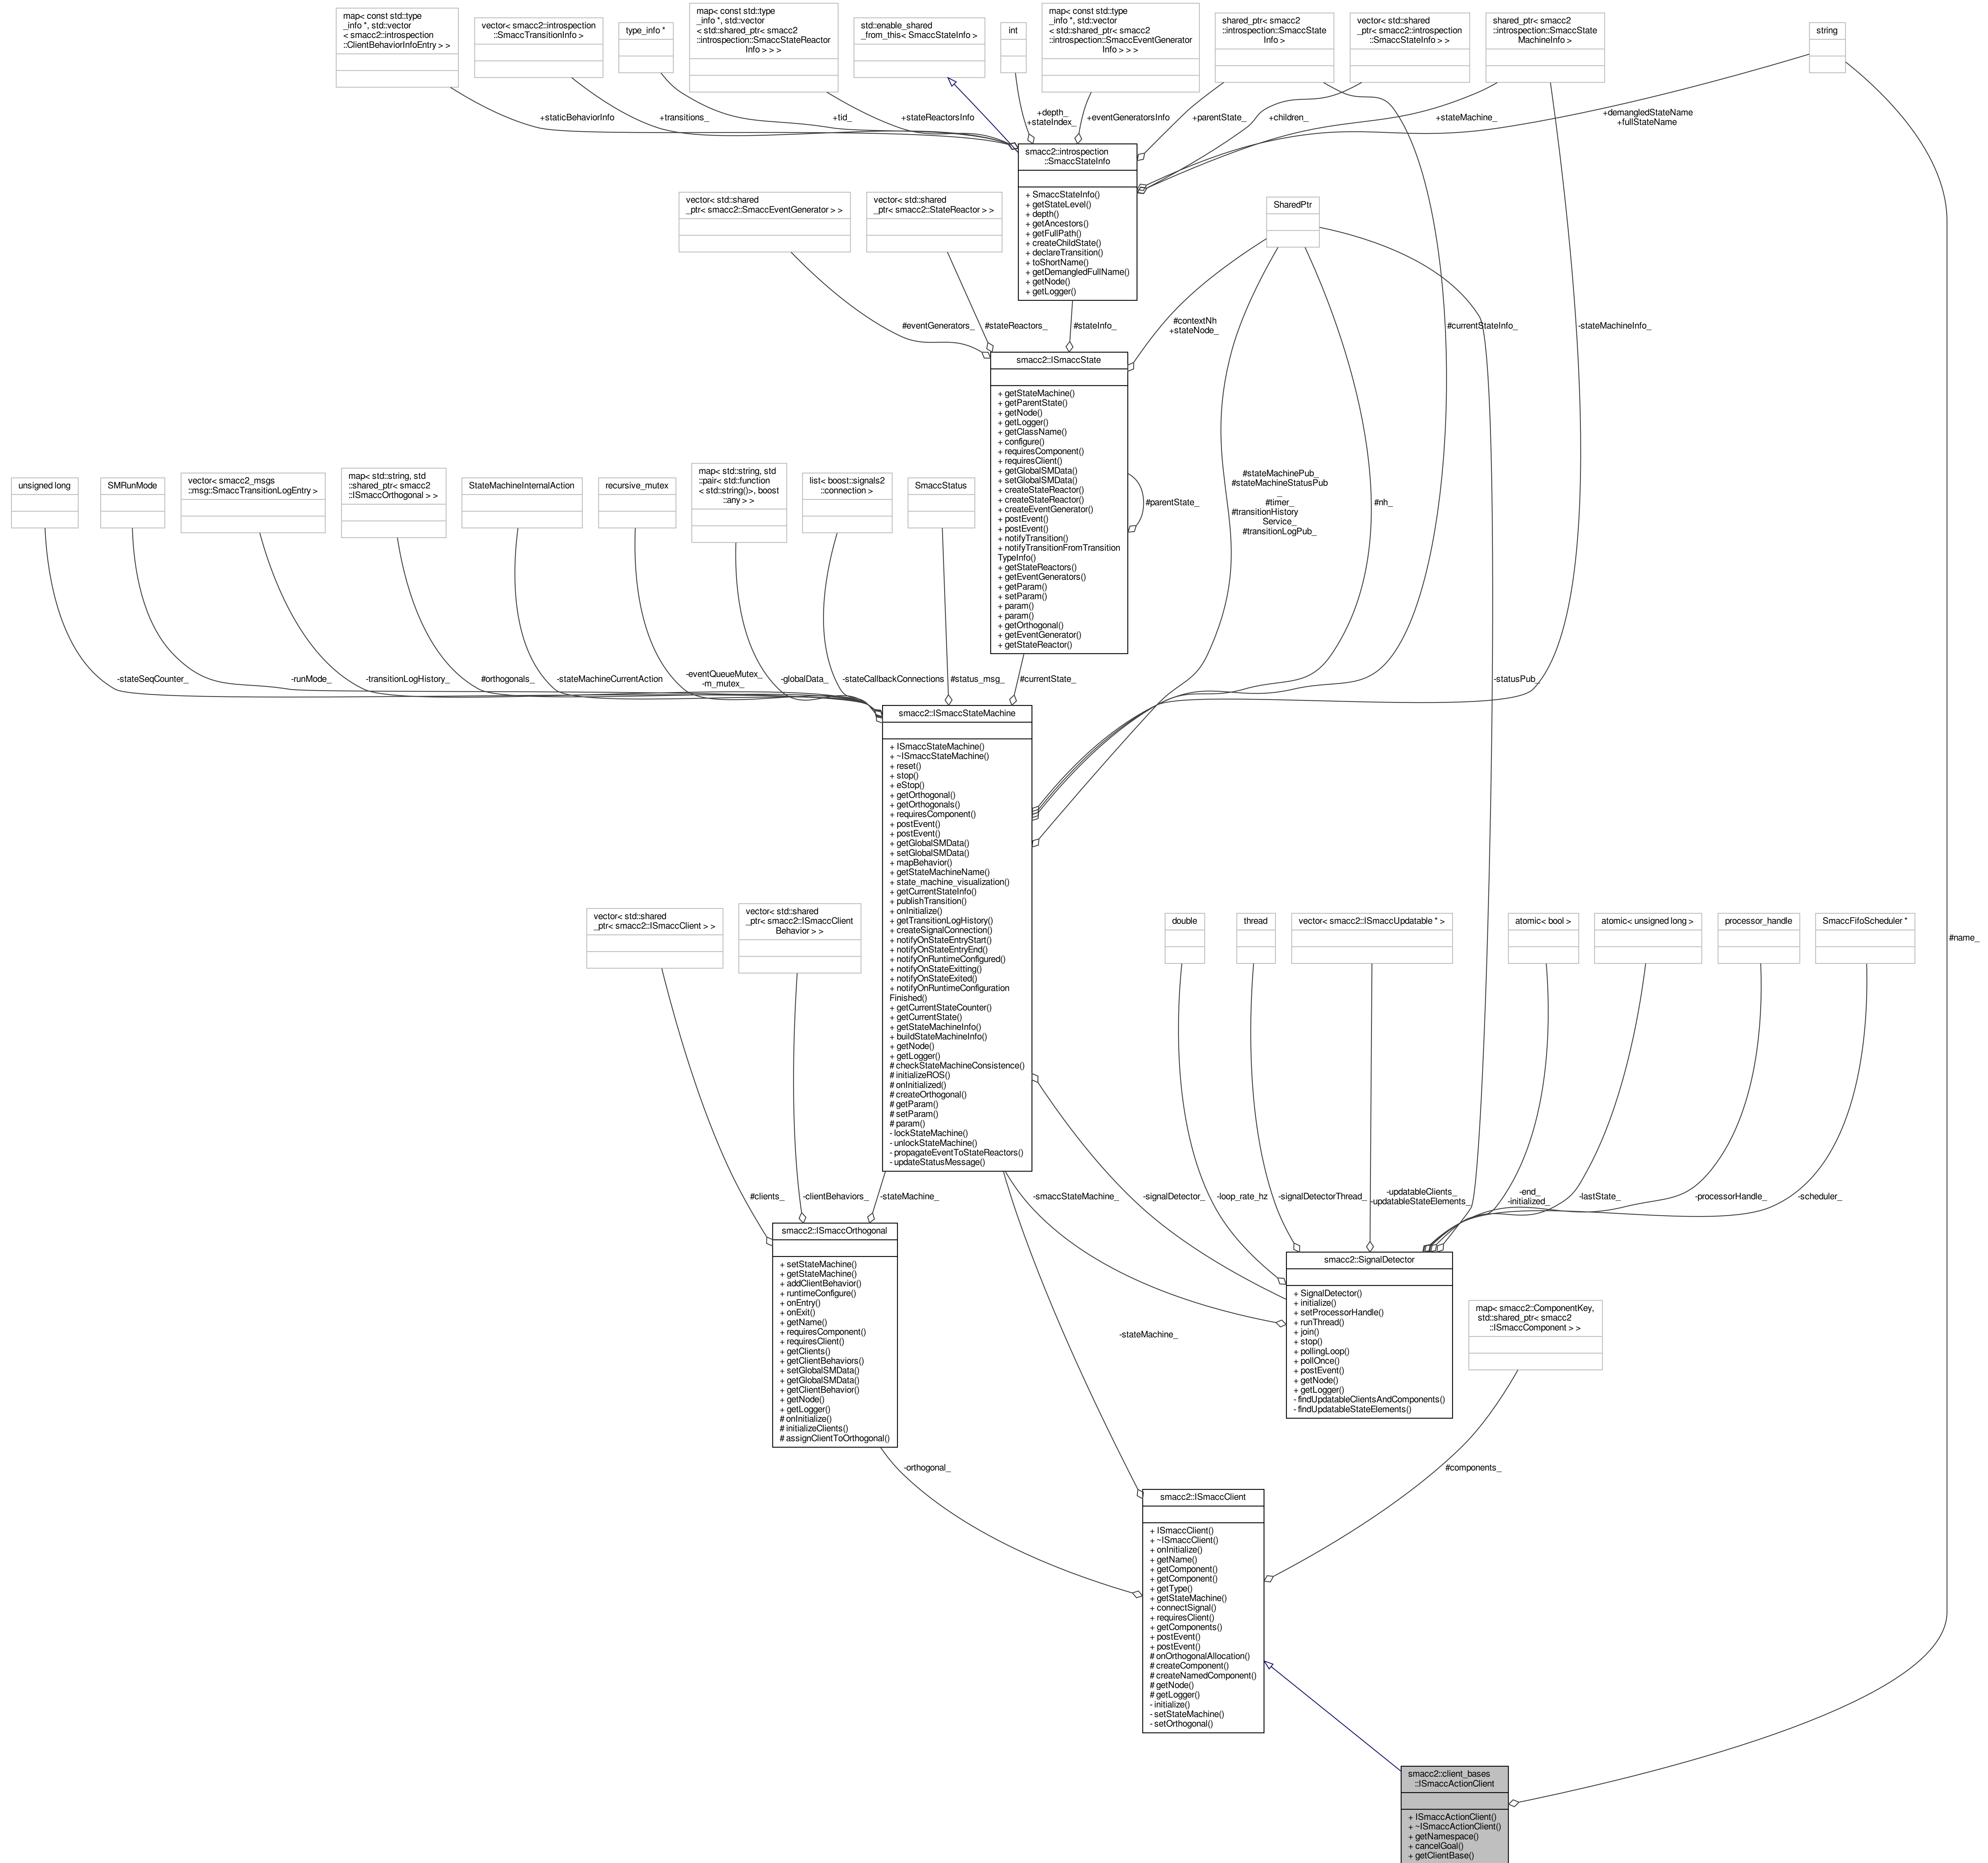 map< const std::type
_info *, std::vector
< smacc2::introspection
::ClientBehaviorInfoEntry > >
vector< smacc2::introspection
::SmaccTransitionInfo >
type_info *
map< const std::type
_info *, std::vector
< std::shared_ptr< smacc2
::introspection::SmaccStateReactor
Info > > >
std::enable_shared
_from_this< SmaccStateInfo >
int
map< const std::type
_info *, std::vector
< std::shared_ptr< smacc2
::introspection::SmaccEventGenerator
Info > > >
shared_ptr< smacc2
::introspection::SmaccState
Info >
vector< std::shared
_ptr< smacc2::introspection
::SmaccStateInfo > >
shared_ptr< smacc2
::introspection::SmaccState
MachineInfo >
string
+staticBehaviorInfo
+transitions_
+tid_
+stateReactorsInfo
+depth_
+stateIndex_
+eventGeneratorsInfo
+parentState_
+children_
+stateMachine_
+demangledStateName
+fullStateName
smacc2::introspection
::SmaccStateInfo
+ SmaccStateInfo()
+ getStateLevel()
+ depth()
+ getAncestors()
+ getFullPath()
+ createChildState()
+ declareTransition()
+ toShortName()
+ getDemangledFullName()
+ getNode()
+ getLogger()
vector< std::shared
_ptr< smacc2::SmaccEventGenerator > >
vector< std::shared
_ptr< smacc2::StateReactor > >
SharedPtr
#eventGenerators_
#stateReactors_
#stateInfo_
#contextNh
+stateNode_
#currentStateInfo_
-stateMachineInfo_
smacc2::ISmaccState
+ getStateMachine()
+ getParentState()
+ getNode()
+ getLogger()
+ getClassName()
+ configure()
+ requiresComponent()
+ requiresClient()
+ getGlobalSMData()
+ setGlobalSMData()
+ createStateReactor()
+ createStateReactor()
+ createEventGenerator()
+ postEvent()
+ postEvent()
+ notifyTransition()
+ notifyTransitionFromTransition
TypeInfo()
+ getStateReactors()
+ getEventGenerators()
+ getParam()
+ setParam()
+ param()
+ param()
+ getOrthogonal()
+ getEventGenerator()
+ getStateReactor()
#parentState_
#stateMachinePub_
#stateMachineStatusPub
_
#timer_
#transitionHistory
Service_
#transitionLogPub_
#nh_
unsigned long
SMRunMode
vector< smacc2_msgs
::msg::SmaccTransitionLogEntry >
map< std::string, std
::shared_ptr< smacc2
::ISmaccOrthogonal > >
StateMachineInternalAction
recursive_mutex
map< std::string, std
::pair< std::function
< std::string()>, boost
::any > >
list< boost::signals2
::connection >
SmaccStatus
-stateSeqCounter_
-runMode_
-transitionLogHistory_
#orthogonals_
-stateMachineCurrentAction
-eventQueueMutex_
-m_mutex_
-globalData_
-stateCallbackConnections
#status_msg_
#currentState_
-statusPub_
smacc2::ISmaccStateMachine
+ ISmaccStateMachine()
+ ~ISmaccStateMachine()
+ reset()
+ stop()
+ eStop()
+ getOrthogonal()
+ getOrthogonals()
+ requiresComponent()
+ postEvent()
+ postEvent()
+ getGlobalSMData()
+ setGlobalSMData()
+ mapBehavior()
+ getStateMachineName()
+ state_machine_visualization()
+ getCurrentStateInfo()
+ publishTransition()
+ onInitialize()
+ getTransitionLogHistory()
+ createSignalConnection()
+ notifyOnStateEntryStart()
+ notifyOnStateEntryEnd()
+ notifyOnRuntimeConfigured()
+ notifyOnStateExitting()
+ notifyOnStateExited()
+ notifyOnRuntimeConfiguration
Finished()
+ getCurrentStateCounter()
+ getCurrentState()
+ getStateMachineInfo()
+ buildStateMachineInfo()
+ getNode()
+ getLogger()
# checkStateMachineConsistence()
# initializeROS()
# onInitialized()
# createOrthogonal()
# getParam()
# setParam()
# param()
- lockStateMachine()
- unlockStateMachine()
- propagateEventToStateReactors()
- updateStatusMessage()
vector< std::shared
_ptr< smacc2::ISmaccClient > >
vector< std::shared
_ptr< smacc2::ISmaccClient
Behavior > >
double
thread
vector< smacc2::ISmaccUpdatable * >
atomic< bool >
atomic< unsigned long >
processor_handle
SmaccFifoScheduler *
#name_
#clients_
-clientBehaviors_
-stateMachine_
-smaccStateMachine_
-signalDetector_
-loop_rate_hz
-signalDetectorThread_
-updatableClients_
-updatableStateElements_
-end_
-initialized_
-lastState_
-processorHandle_
-scheduler_
smacc2::ISmaccOrthogonal
+ setStateMachine()
+ getStateMachine()
+ addClientBehavior()
+ runtimeConfigure()
+ onEntry()
+ onExit()
+ getName()
+ requiresComponent()
+ requiresClient()
+ getClients()
+ getClientBehaviors()
+ setGlobalSMData()
+ getGlobalSMData()
+ getClientBehavior()
+ getNode()
+ getLogger()
# onInitialize()
# initializeClients()
# assignClientToOrthogonal()
smacc2::SignalDetector
+ SignalDetector()
+ initialize()
+ setProcessorHandle()
+ runThread()
+ join()
+ stop()
+ pollingLoop()
+ pollOnce()
+ postEvent()
+ getNode()
+ getLogger()
- findUpdatableClientsAndComponents()
- findUpdatableStateElements()
map< smacc2::ComponentKey,
std::shared_ptr< smacc2
::ISmaccComponent > >
-stateMachine_
-orthogonal_
#components_
smacc2::ISmaccClient
+ ISmaccClient()
+ ~ISmaccClient()
+ onInitialize()
+ getName()
+ getComponent()
+ getComponent()
+ getType()
+ getStateMachine()
+ connectSignal()
+ requiresClient()
+ getComponents()
+ postEvent()
+ postEvent()
# onOrthogonalAllocation()
# createComponent()
# createNamedComponent()
# getNode()
# getLogger()
- initialize()
- setStateMachine()
- setOrthogonal()
smacc2::client_bases
::ISmaccActionClient
+ ISmaccActionClient()
+ ~ISmaccActionClient()
+ getNamespace()
+ cancelGoal()
+ getClientBase()